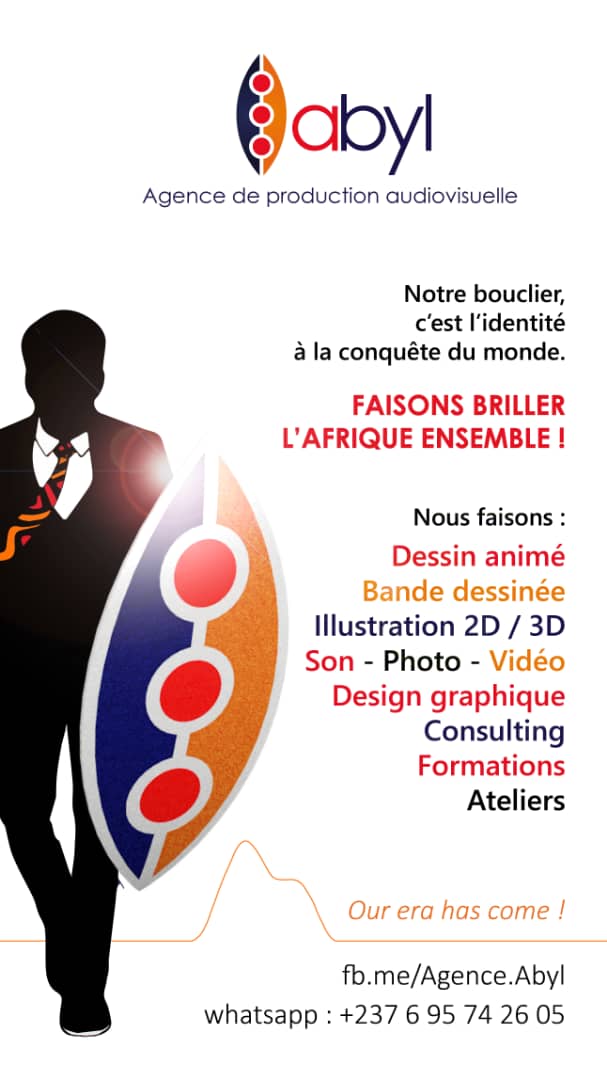 abyl
Agence de production audiovisuelle
Notre bouclier,
c’est l’identité
à la conquête du monde.
FAISONS BRILLER
L’AFRIQUE ENSEMBLE !
Nous faisons :
Dessin animé
Bande dessinée
Illustration 2D / 3D
Son - Photo - Vidéo
Design graphique
Consulting
Formations
Ateliers
Our era has come !
fb.me/Agence.Abyl
whatsapp : +237 6 95 74 26 05